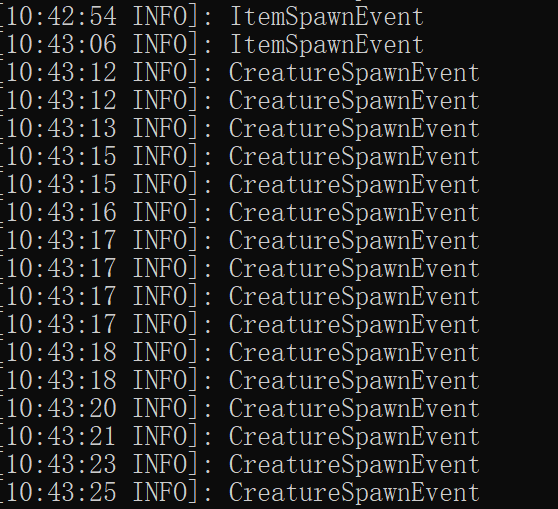 [10:42:54 INFO]: ItemSpawnEvent
[10:43:06 INFO]: ItemSpawnEvent
[10:43:12 INFO]: CreatureSpawnEvent
[10:43:12 INFO]: CreatureSpawnEvent
[10:43:13 INFO]: CreatureSpawnEvent
[10:43:15 INFO]: CreatureSpawnEvent
[10:43:15 INFO]: CreatureSpawnEvent
[10:43:16 INFO]: CreatureSpawnEvent
[10:43:17 INFO]: CreatureSpawnEvent
[10:43:17 INFO]: CreatureSpawnEvent
[10:43:17 INFO]: CreatureSpawnEvent
[10:43:17 INFO]: CreatureSpawnEvent
[10:43:18 INFO]: CreatureSpawnEvent
[10:43:18 INFO]: CreatureSpawnEvent
[10:43:20 INFO]: CreatureSpawnEvent
[10:43:21 INFO]: CreatureSpawnEvent
[10:43:23 INFO]: CreatureSpawnEvent
[10:43:25 INFO]: CreatureSpawnEvent